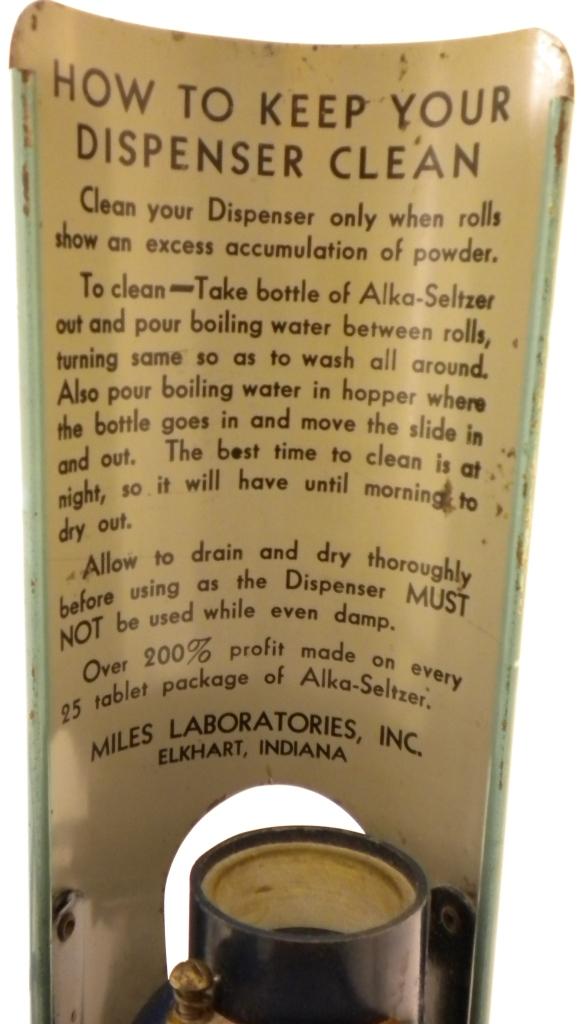 HOW TO KEEP YOUR
DISPENSER CLEAN
Clean your Dispenser only when rolls
show an excess accumulation of powder.
To clean—Take bottle of Alka-Seltzer
out and pour boiling water between rolls,
turning same so as to wash all around.
Also pour boiling water in hopper where
the bottle goes in and move the slide in
and out. The best time to clean is at
night, so it will have until morning to
dry out.
Allow to drain and dry thoroughly
before using as the Dispenser MUST
NOT be used while even damp.
Over 200% profit made on every
25 tablet package of Alka-Seltzer.
MILES LABORATORIES, INC.
ELKHART, INDIANA